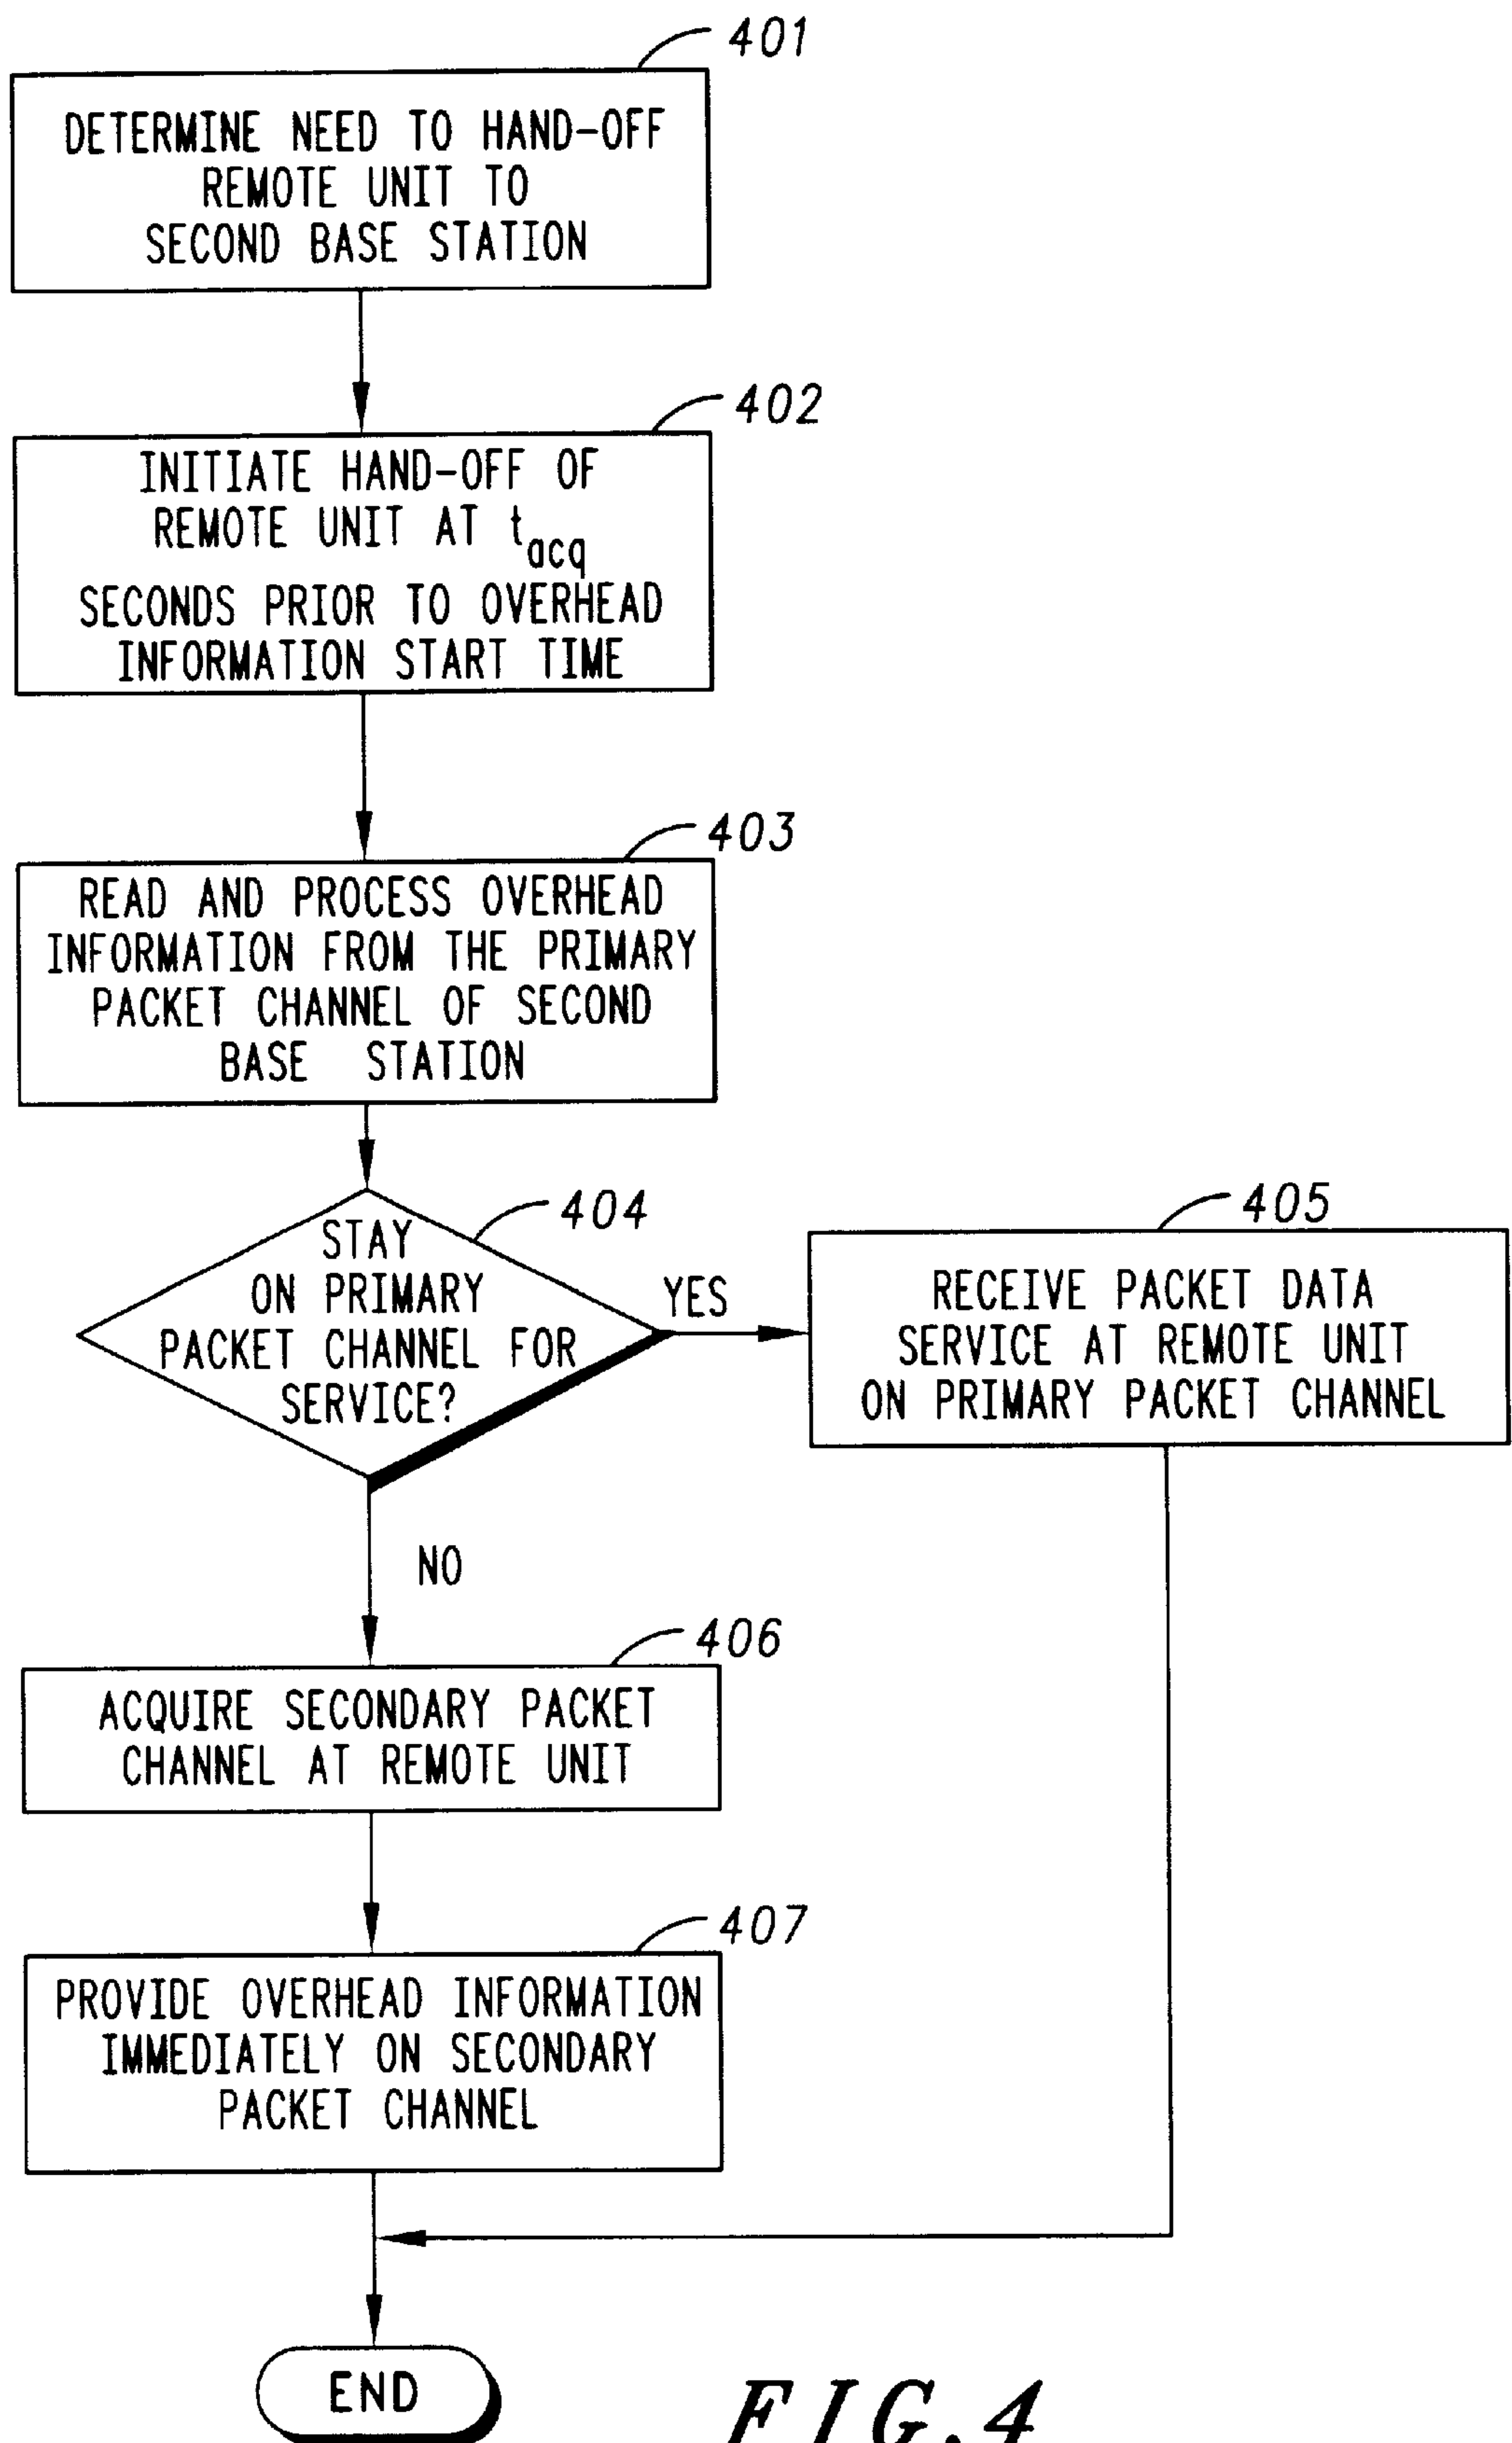 401
DETERMINE NEED TO HAND-OFF
REMOTE UNIT TO
SECOND BASE STATION
402
INITIATE HAND-OFF OF
REMOTE UNIT AT tacq
SECONDS PRIOR TO OVERHEAD
INFORMATION START TIME
403
READ AND PROCESS OVERHEAD
INFORMATION FROM THE PRIMARY
PACKET CHANNEL OF SECOND
BASE STATION
404
STAY
ON PRIMARY
PACKET CHANNEL FOR
SERVICE?
YES
405
RECEIVE PACKET DATA
SERVICE AT REMOTE UNIT
ON PRIMARY PACKET CHANNEL
NO
406
ACQUIRE SECONDARY PACKET
CHANNEL AT REMOTE UNIT
407
PROVIDE OVERHEAD INFORMATION
IMMEDIATELY ON SECONDARY
PACKET CHANNEL
END
FIG.4